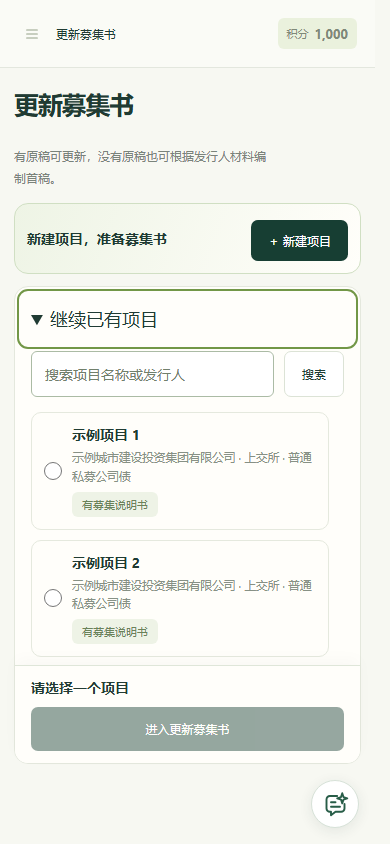 更新募集书
积分 1,000
更新募集书
有原稿可更新，没有原稿也可根据发行人材料编
制首稿。
新建项目，准备募集书
+ 新建项目
▼ 继续已有项目
搜索项目名称或发行人
搜索
示例项目 1
示例城市建设投资集团有限公司 · 上交所 · 普通
私募公司债
有募集说明书
示例项目 2
示例城市建设投资集团有限公司 · 上交所 · 普通
私募公司债
有募集说明书
请选择一个项目
进入更新募集书